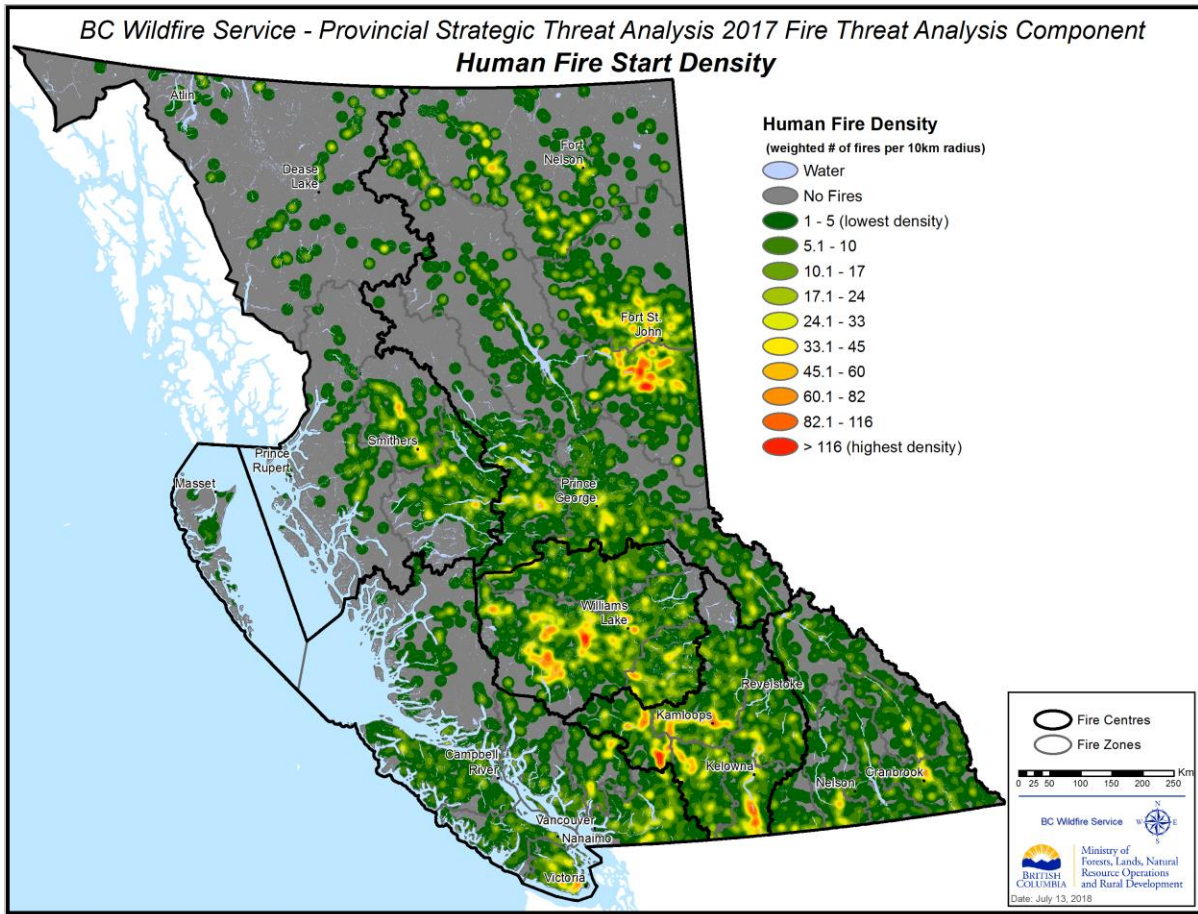 BC Wildfire Service - Provincial Strategic Threat Analysis 2017 Fire Threat Analysis Component
Human Fire Start Density
Human Fire Density
(weighted # of fires per 10km radius)
Water
No Fires
1 - 5 (lowest density)
5.1 - 10
10.1 - 17
17.1 - 24
24.1 - 33
33.1 - 45
45.1 - 60
60.1 - 82
82.1 - 116
> 116 (highest density)
Atlin
Fort
Nelson
Dease
Lake
Fort St.
John
Smithers
Prince
Rupert
Masset
Prince
George
Williams
Lake
Revelstoke
Kamloops
Campbell
River
Kelowna
Nelson
Cranbrook
Vancouver
Nanaimo
Victoria
Fire Centres
Fire Zones
Km
0 25 50 100 150 200 250
BC Wildfire Service
N
W E
S
BRITISH
COLUMBIA
Ministry of
Forests, Lands, Natural
Resource Operations
and Rural Development
Date: July 13, 2018